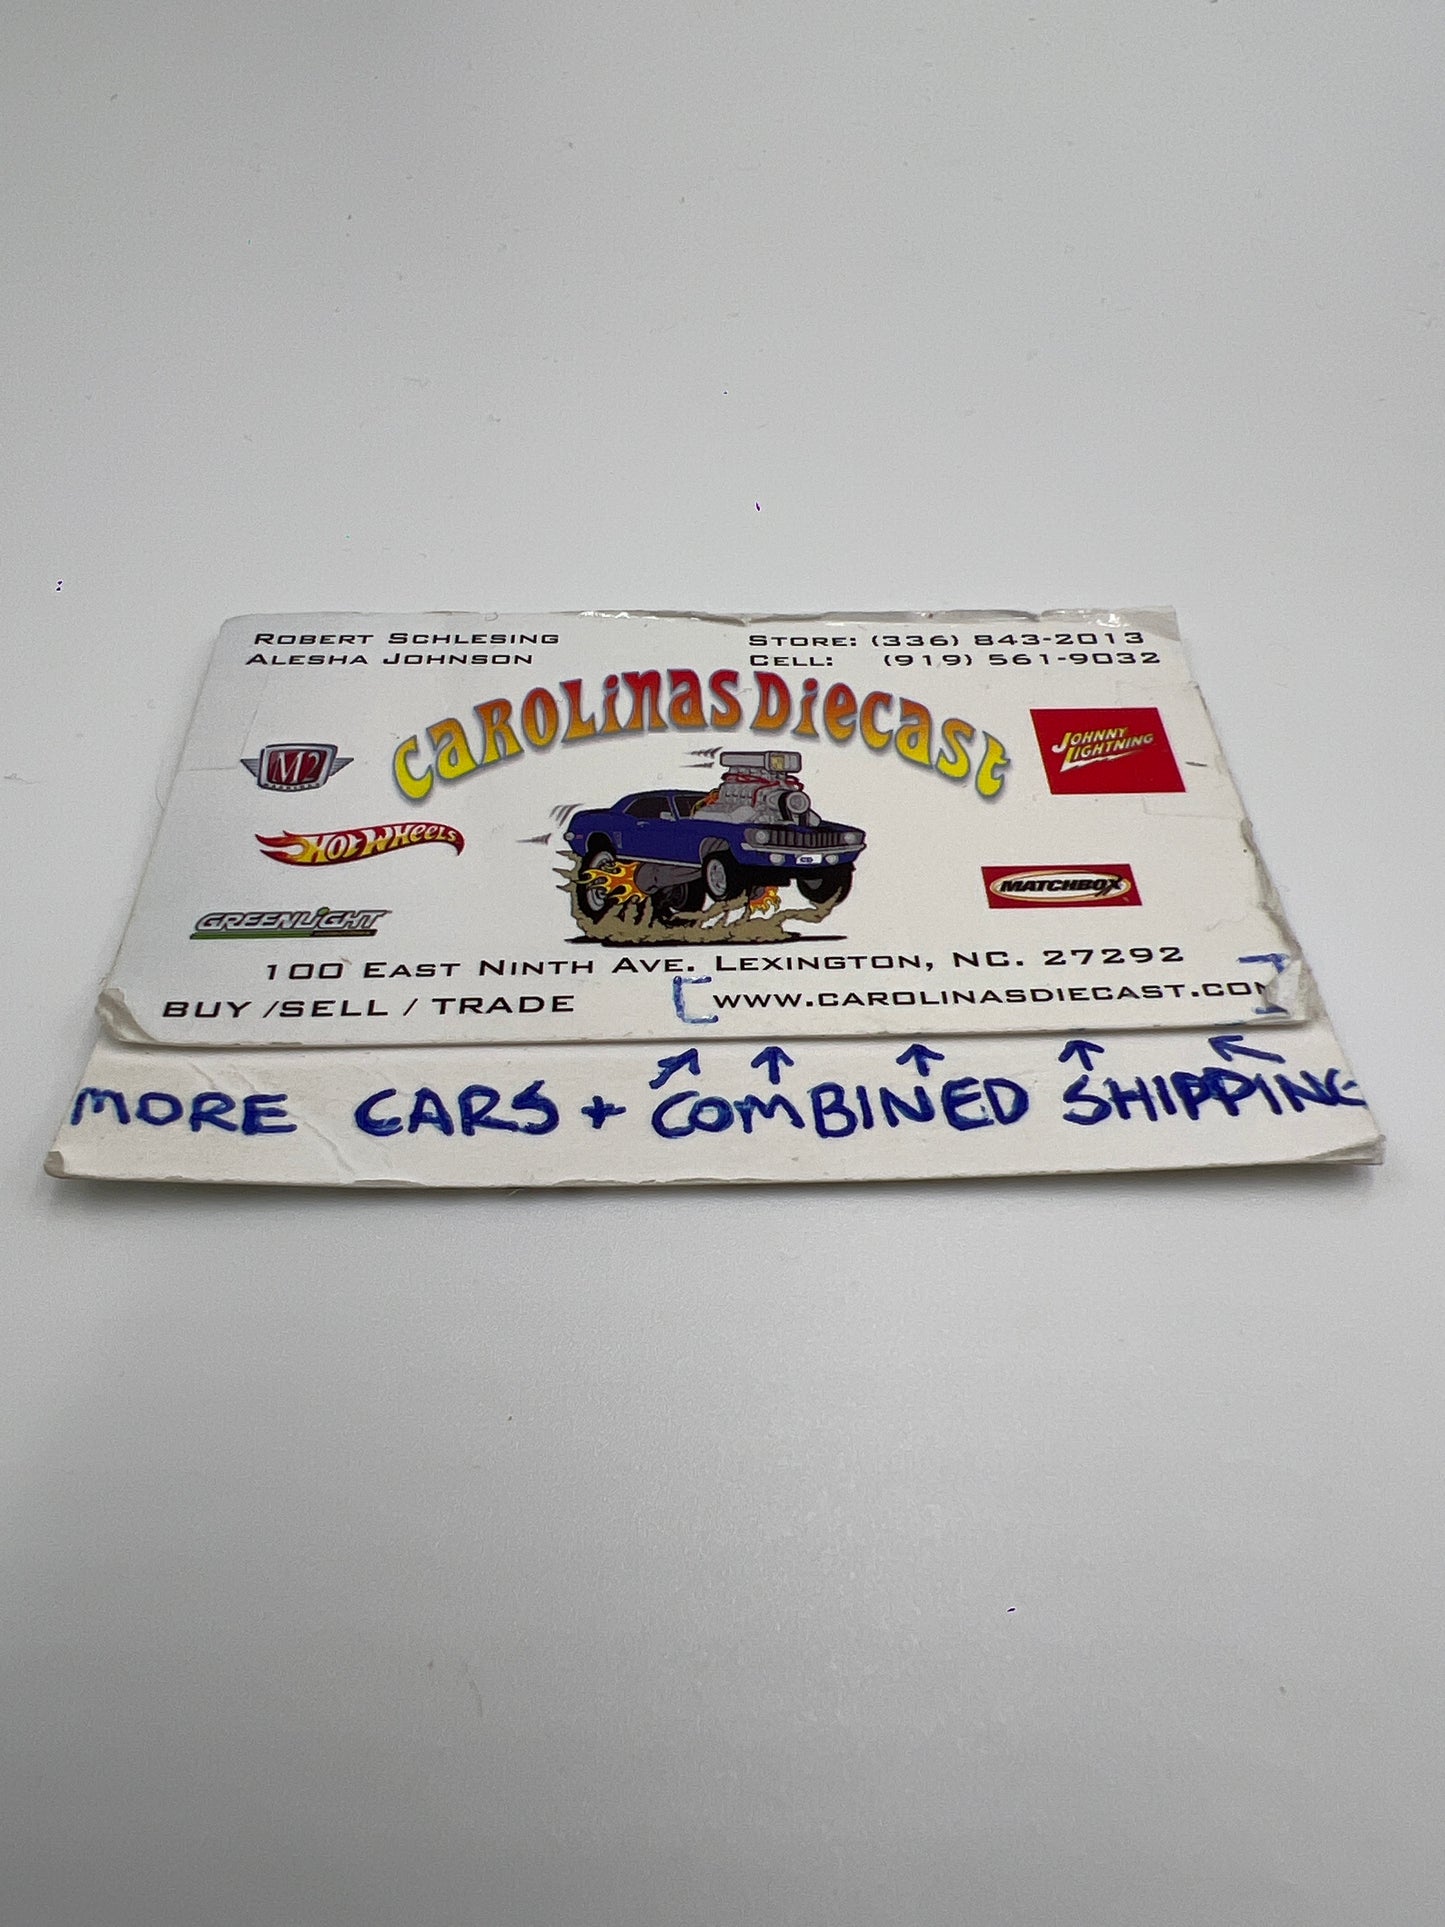 Robert Schlesing
Alesha Johnson
Store: (336) 843-2013
Cell: (919) 561-9032
Carolinas Diecast
M2
Johnny Lightning
Hot Wheels
Matchbox
GREENLIGHT
100 East Ninth Ave. Lexington, NC. 27292
BUY /SELL / TRADE
www.carolinasdiecast.com
MORE CARS + COMBINED SHIPPING